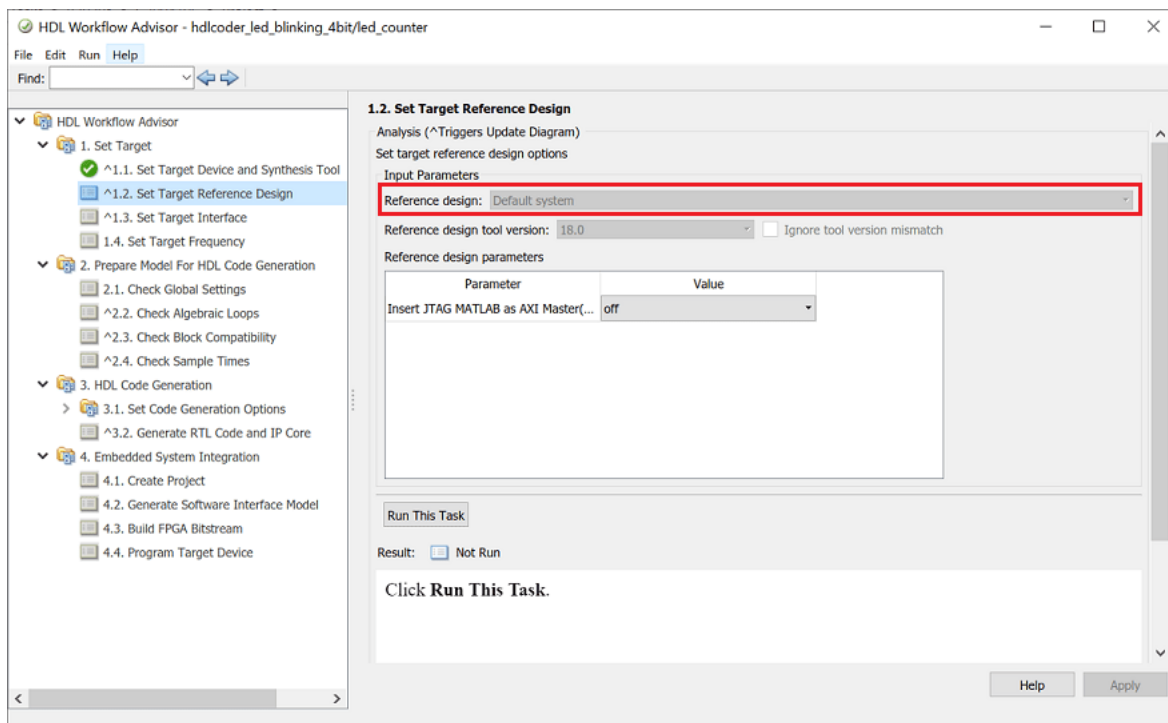 HDL Workflow Advisor - hdlcoder_led_blinking_4bit/led_counter
File Edit Run Help
Find:
HDL Workflow Advisor
1. Set Target
^1.1. Set Target Device and Synthesis Tool
^1.2. Set Target Reference Design
^1.3. Set Target Interface
1.4. Set Target Frequency
2. Prepare Model For HDL Code Generation
2.1. Check Global Settings
^2.2. Check Algebraic Loops
^2.3. Check Block Compatibility
^2.4. Check Sample Times
3. HDL Code Generation
3.1. Set Code Generation Options
^3.2. Generate RTL Code and IP Core
4. Embedded System Integration
4.1. Create Project
4.2. Generate Software Interface Model
4.3. Build FPGA Bitstream
4.4. Program Target Device
1.2. Set Target Reference Design
Analysis (^Triggers Update Diagram)
Set target reference design options
Input Parameters
Reference design: Default system
Reference design tool version: 18.0 Ignore tool version mismatch
Reference design parameters
Parameter Value
Insert JTAG MATLAB as AXI Master(... off
Run This Task
Result: Not Run
Click Run This Task.
Help Apply